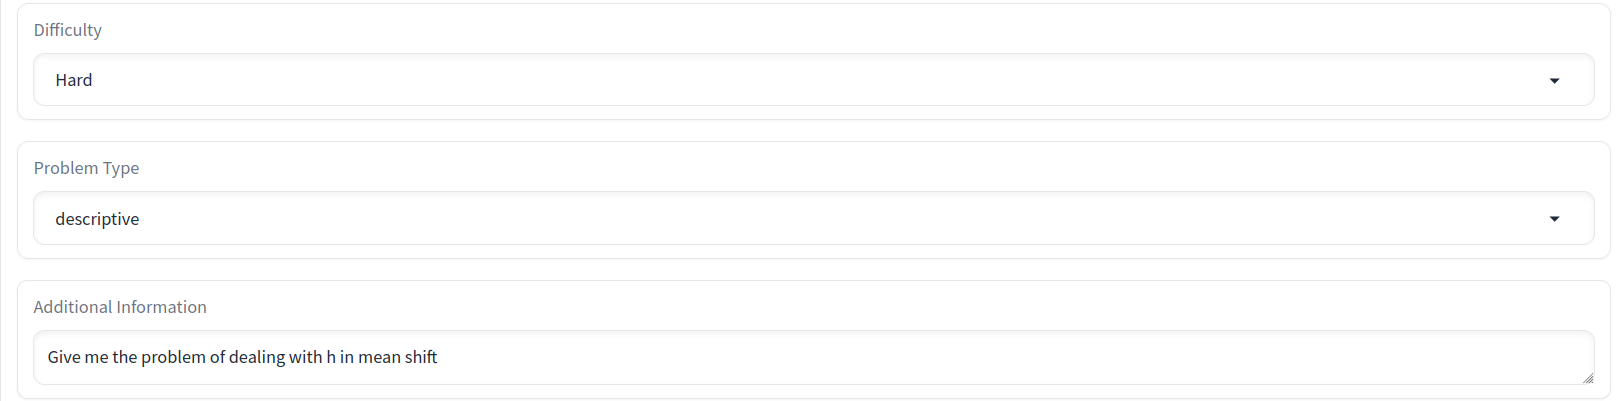 Difficulty
Hard
Problem Type
descriptive
Additional Information
Give me the problem of dealing with h in mean shift